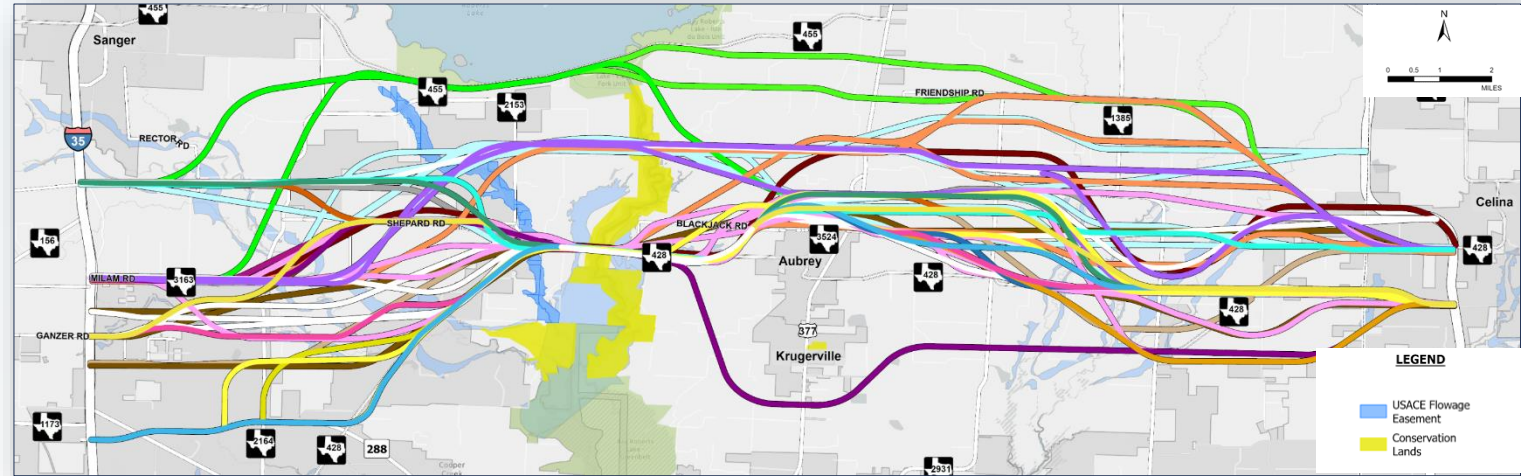 455
Sanger
455
N
0 0.5 1 2
MILES
455
2153
FRIENDSHIP RD
1385
35
RECTOR RD
SHEPARD RD
BLACKJACK RD
Celina
156
428
3524
428
Aubrey
428
MILAM RD
3163
428
GANZER RD
377
Krugerville
LEGEND
USACE Flowage
Easement
Conservation
Lands
1173
2164
428
288
Cooper
Creek
2931